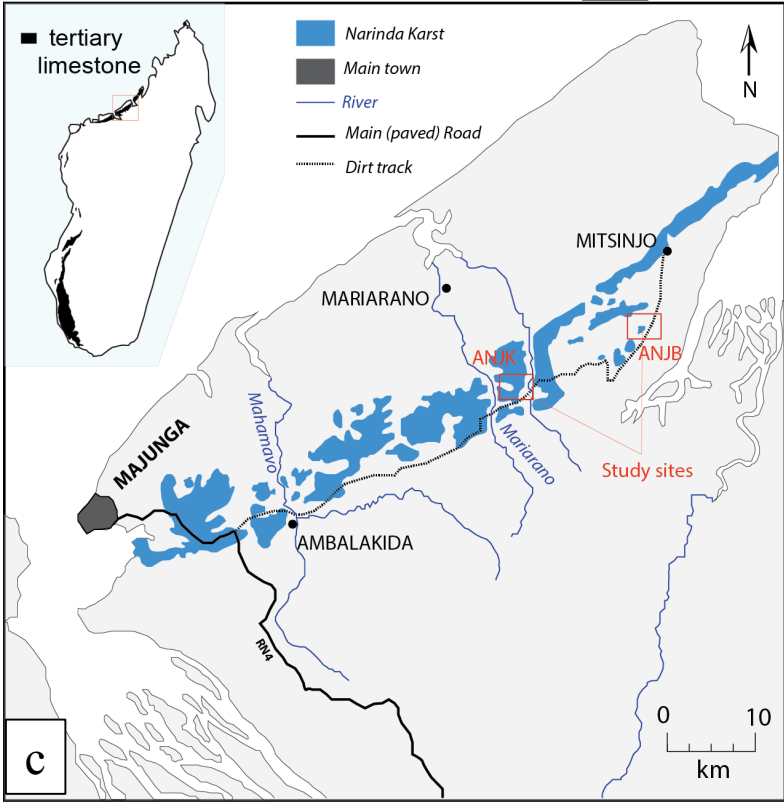 tertiary
limestone
Narinda Karst
Main town
River
Main (paved) Road
Dirt track
N
MITSINJO
MARIARANO
ANJK
ANJB
Mahamavo
MAJUNGA
Mariarano
Study sites
AMBALAKIDA
RN4
0 10
km
c